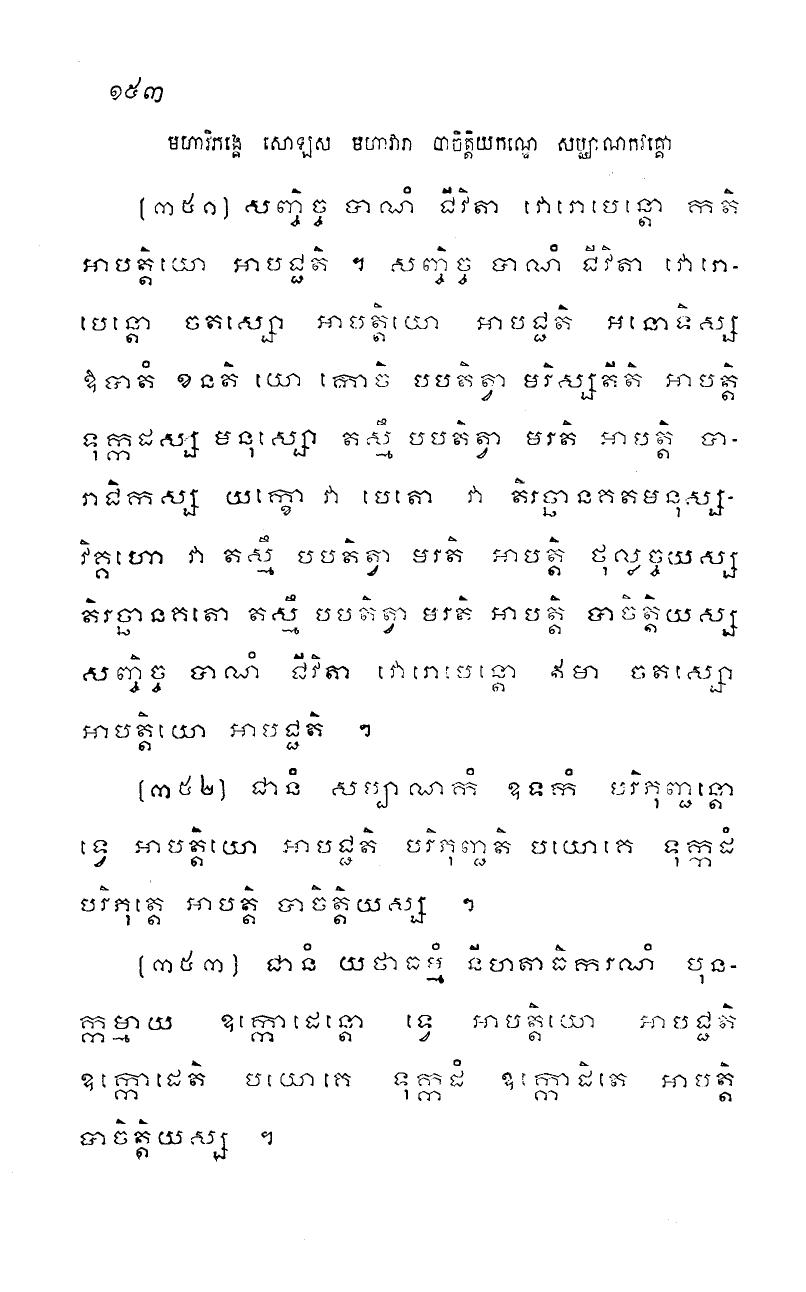 ១៥៣
មហាវិភង្គេ សោឡស មហាវារា បាចិត្តិយកណ្ឌេ សប្បាណកវគ្គោ
(៣៥១) សញ្ចិច្ច បាណំ ជីវិតា វោរោបេន្តោ កតិ
អាបត្តិយោ អាបជ្ជតិ ។ សញ្ចិច្ច បាណំ ជីវិតា វោរោ-
បេន្តោ ចតស្សោ អាបត្តិយោ អាបជ្ជតិ អនោទិស្ស
ឱបាតំ ខនតិ យោ កោចិ បបតិត្វា មរិស្សតីតិ អាបត្តិ
ទុក្កដស្ស មនុស្សោ តស្មឹ បបតិត្វា មរតិ អាបត្តិ បា-
រាជិកស្ស យក្ខោ វា បេតោ វា តិរច្ឆានគតមនុស្ស-
វិគ្គហោ វា តស្មឹ បបតិត្វា មរតិ អាបត្តិ ថុល្លច្ចយស្ស
តិរច្ឆានគតោ តស្មឹ បបតិត្វា មរតិ អាបត្តិ បាចិត្តិយស្ស
សញ្ចិច្ច បាណំ ជីវិតា វោរោបេន្តោ ឥមា ចតស្សោ
អាបត្តិយោ អាបជ្ជតិ ។
(៣៥២) ជានំ សប្បាណកំ ឧទកំ បរិភុញ្ជន្តោ
ទ្វេ អាបត្តិយោ អាបជ្ជតិ បរិភុញ្ជតិ បយោគេ ទុក្កដំ
បរិភុត្តេ អាបត្តិ បាចិត្តិយស្ស ។
(៣៥៣) ជានំ យថាធម្មំ នីហតាធិករណំ បុន-
ក្កម្មាយ ឧក្កោដេន្តោ ទ្វេ អាបត្តិយោ អាបជ្ជតិ
ឧក្កោដេតិ បយោគេ ទុក្កដំ ឧក្កោដិតេ អាបត្តិ
បាចិត្តិយស្ស ។